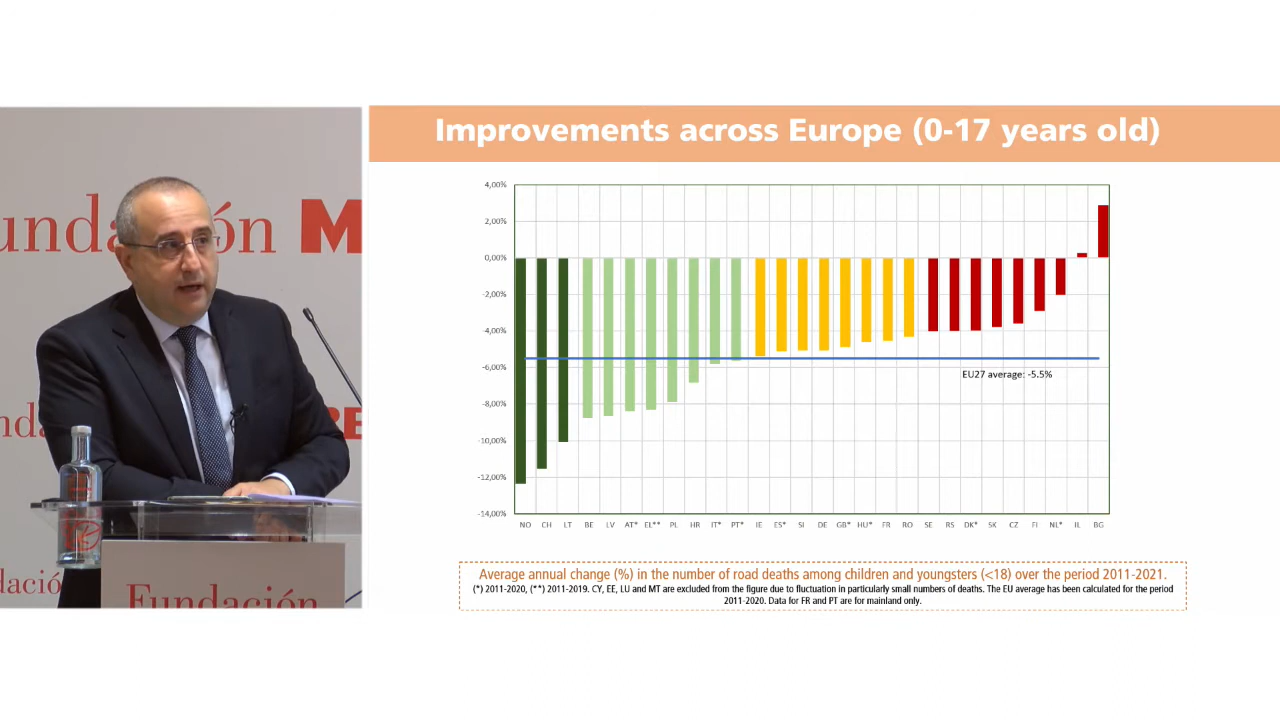 Improvements across Europe (0-17 years old)
4,00%
2,00%
0,00%
-2,00%
-4,00%
-6,00%
-8,00%
-10,00%
-12,00%
-14,00%
EU27 average: -5.5%
NO CH LT BE LV AT* EL** PL HR IT* PT* IE ES* SI DE GB* HU* FR RO SE RS DK* SK CZ FI NL* IL BG
Average annual change (%) in the number of road deaths among children and youngsters (<18) over the period 2011-2021.
(*) 2011-2020, (**) 2011-2019. CY, EE, LU and MT are excluded from the figure due to fluctuation in particularly small numbers of deaths. The EU average has been calculated for the period
2011-2020. Data for FR and PT are for mainland only.
Fundación